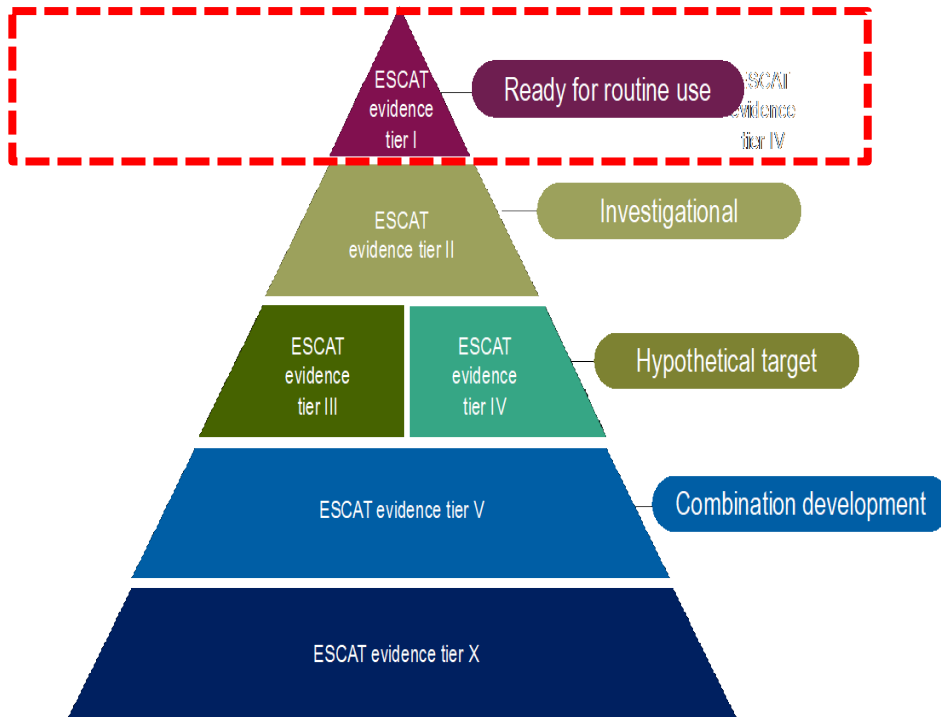 ESCAT
evidence
tier I
Ready for routine use
ESCAT
evidence
tier IV
ESCAT
evidence tier II
Investigational
ESCAT
evidence
tier III
ESCAT
evidence
tier IV
Hypothetical target
ESCAT evidence tier V
Combination development
ESCAT evidence tier X